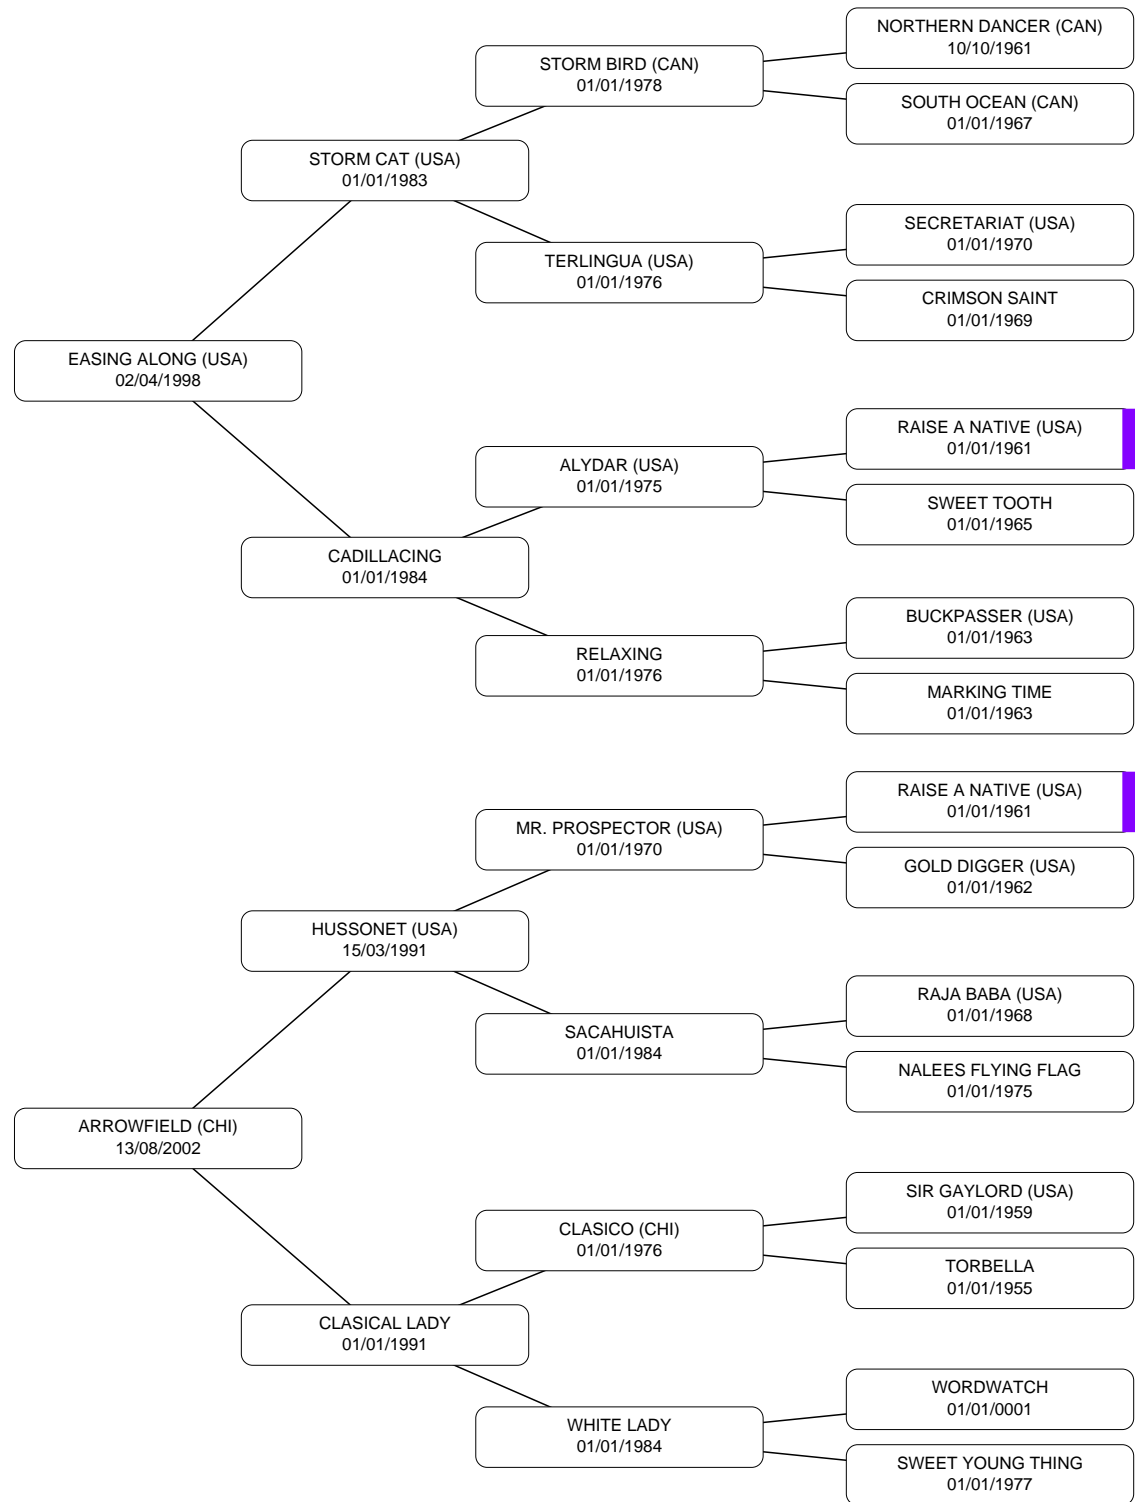 NORTHERN DANCER (CAN)
10/10/1961
STORM BIRD (CAN)
01/01/1978
SOUTH OCEAN (CAN)
01/01/1967
STORM CAT (USA)
01/01/1983
SECRETARIAT (USA)
01/01/1970
TERLINGUA (USA)
01/01/1976
CRIMSON SAINT
01/01/1969
EASING ALONG (USA)
02/04/1998
RAISE A NATIVE (USA)
01/01/1961
ALYDAR (USA)
01/01/1975
SWEET TOOTH
01/01/1965
CADILLACING
01/01/1984
BUCKPASSER (USA)
01/01/1963
RELAXING
01/01/1976
MARKING TIME
01/01/1963
RAISE A NATIVE (USA)
01/01/1961
MR. PROSPECTOR (USA)
01/01/1970
GOLD DIGGER (USA)
01/01/1962
HUSSONET (USA)
15/03/1991
RAJA BABA (USA)
01/01/1968
SACAHUISTA
01/01/1984
NALEES FLYING FLAG
01/01/1975
ARROWFIELD (CHI)
13/08/2002
SIR GAYLORD (USA)
01/01/1959
CLASICO (CHI)
01/01/1976
TORBELLA
01/01/1955
CLASICAL LADY
01/01/1991
WORDWATCH
01/01/0001
WHITE LADY
01/01/1984
SWEET YOUNG THING
01/01/1977